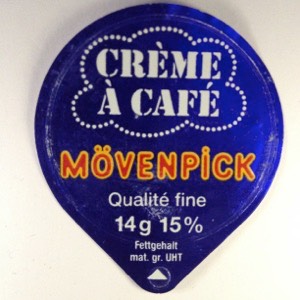 CRÈME
À CAFÉ
MÖVENPICK
Qualité fine
14g 15%
Fettgehalt
mat. gr. UHT